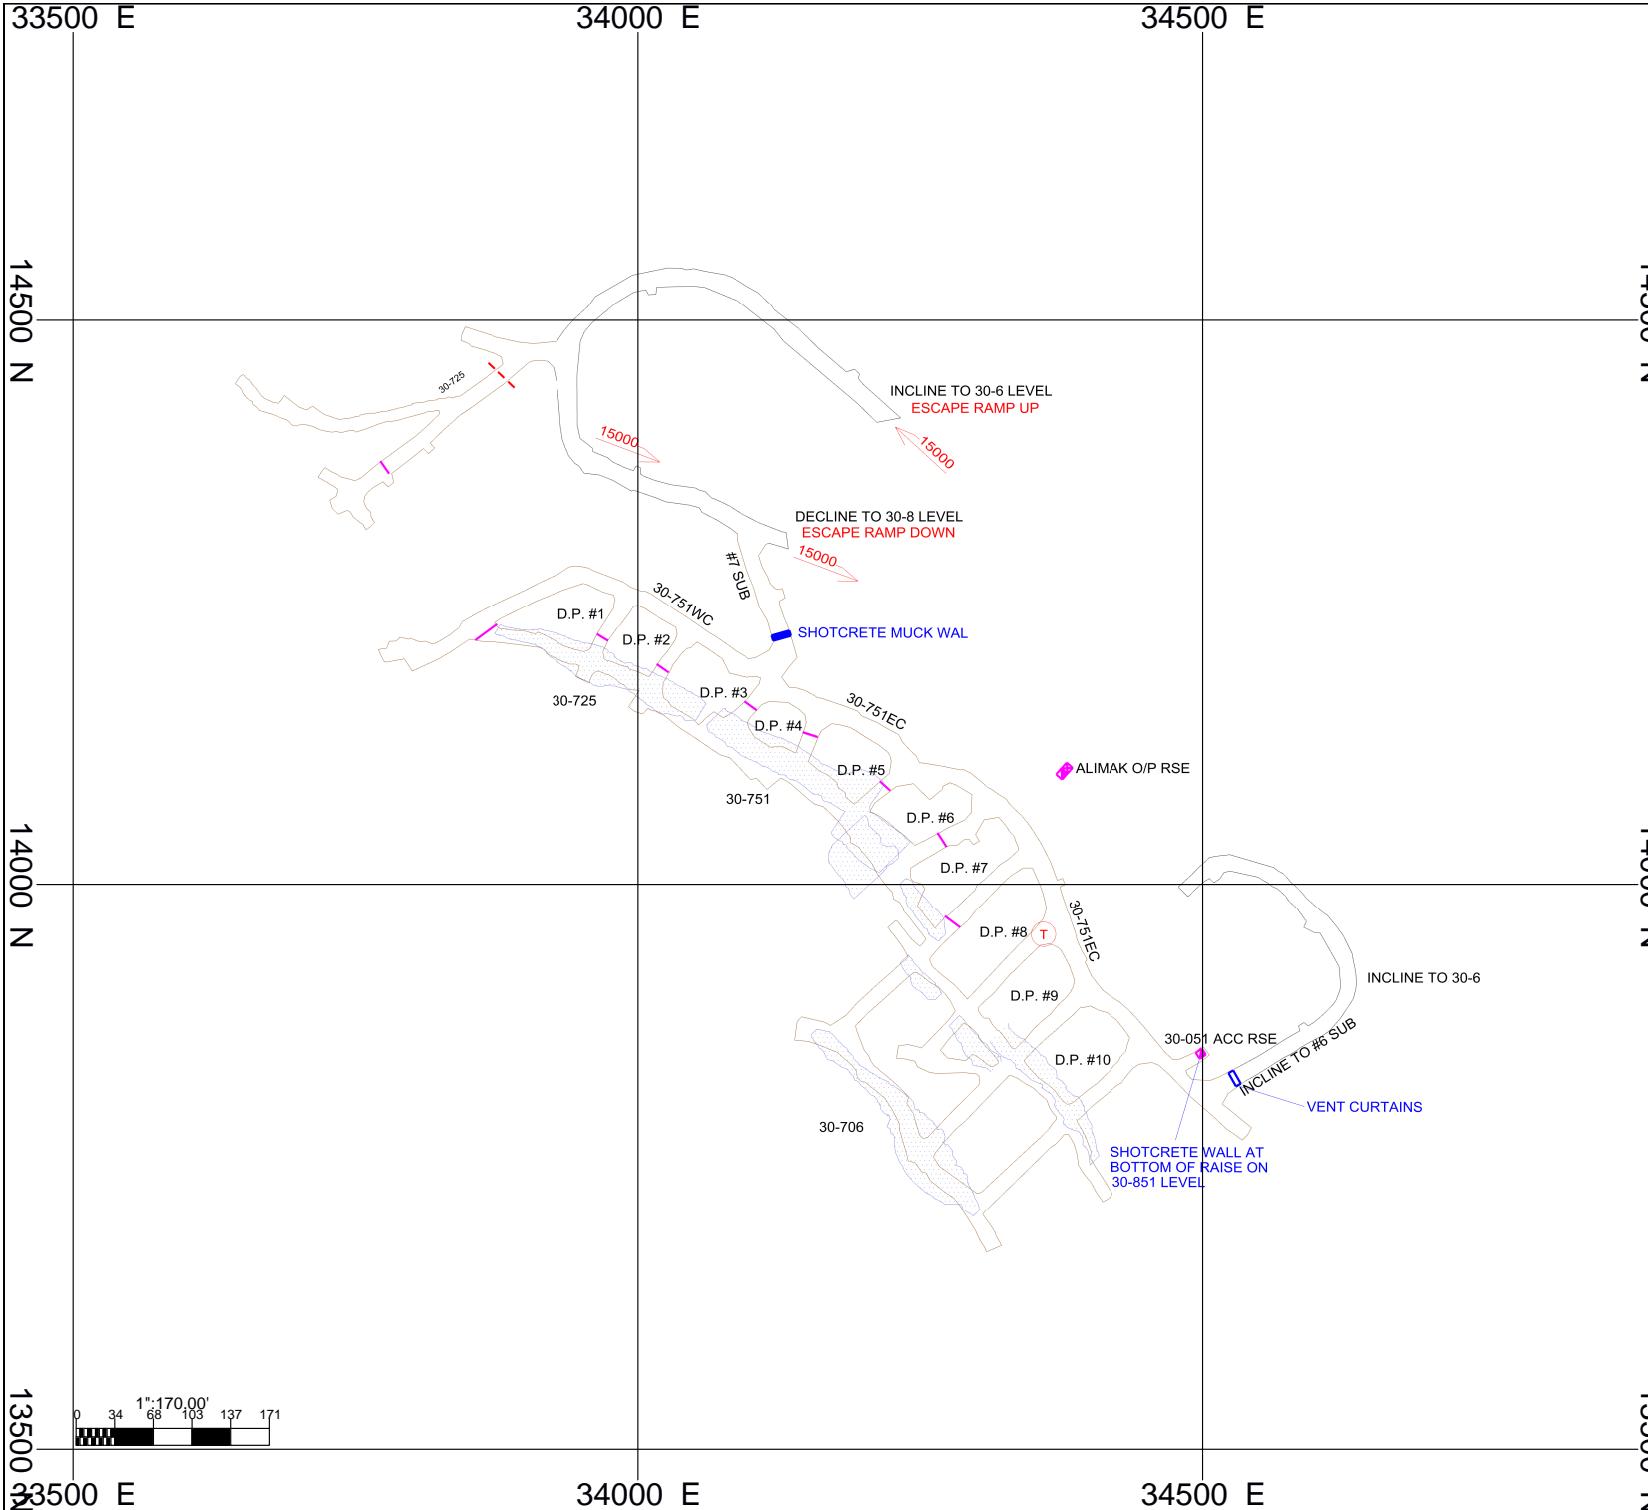 33500 E
34000 E
34500 E
14500 N
30-725
INCLINE TO 30-6 LEVEL
ESCAPE RAMP UP
15000
15000
DECLINE TO 30-8 LEVEL
ESCAPE RAMP DOWN
15000
#7 SUB
30-751WC
D.P. #1
D.P. #2
SHOTCRETE MUCK WAL
30-725
D.P. #3
D.P. #4
30-751EC
D.P. #5
ALIMAK O/P RSE
30-751
D.P. #6
14000 N
D.P. #7
D.P. #8
T
30-751EC
D.P. #9
INCLINE TO 30-6
30-051 ACC RSE
D.P. #10
INCLINE TO #6 SUB
VENT CURTAINS
30-706
SHOTCRETE WALL AT
BOTTOM OF RAISE ON
30-851 LEVEL
1":170.00'
0 34 68 103 137 171
13500 N
33500 E
34000 E
34500 E